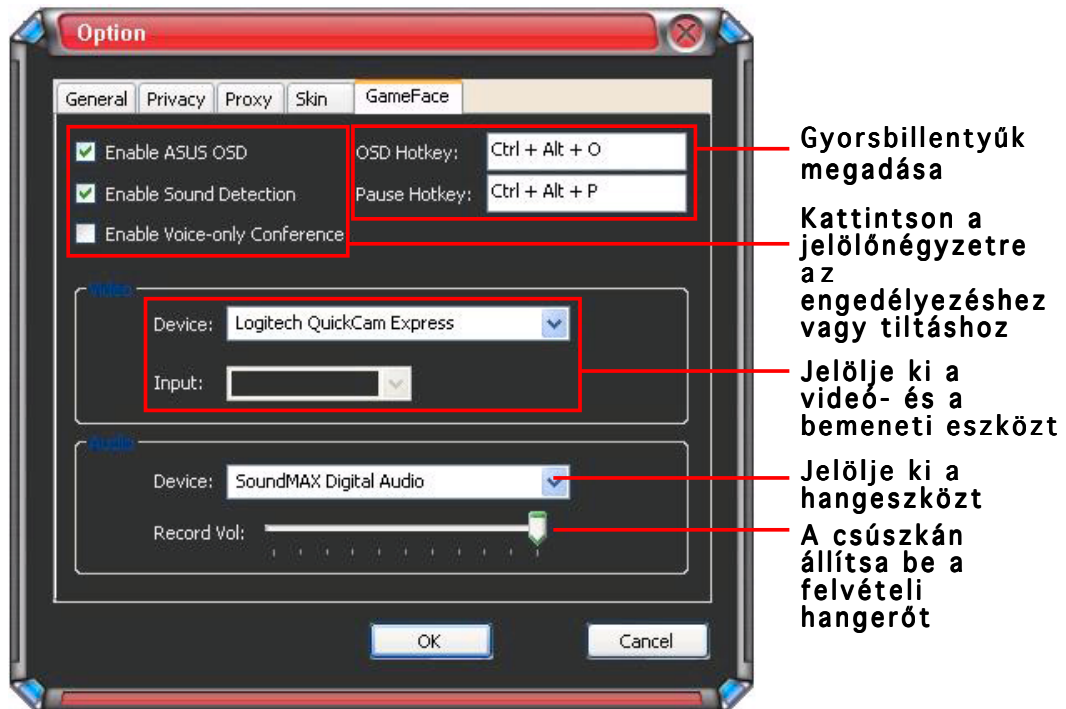 Option
General Privacy Proxy Skin GameFace
Enable ASUS OSD
Enable Sound Detection
Enable Voice-only Conference
OSD Hotkey: Ctrl + Alt + O
Pause Hotkey: Ctrl + Alt + P
Video
Device: Logitech QuickCam Express
Input:
Audio
Device: SoundMAX Digital Audio
Record Vol:
OK Cancel
Gyorsbillentyűk
megadása
Kattintson a
jelölőnégyzetre
az
engedélyezéshez
vagy tiltáshoz
Jelölje ki a
videó- és a
bemeneti eszközt
Jelölje ki a
hangeszközt
A csúszkán
állítsa be a
felvételi
hangerőt